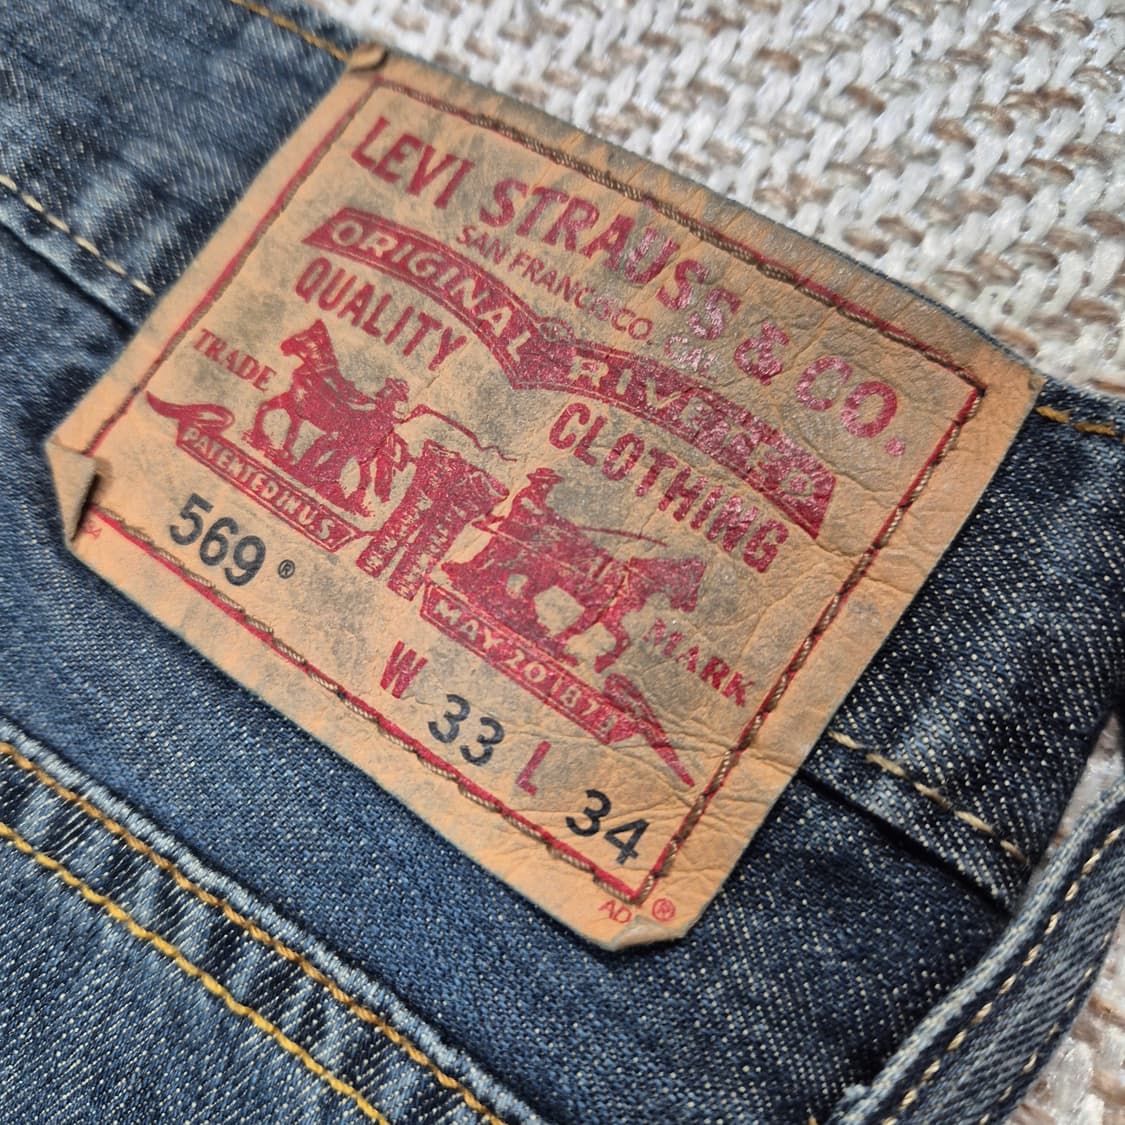 LEVI STRAUSS & CO.
SAN FRANCISCO, CAL.
ORIGINAL RIVETED
QUALITY CLOTHING
TRADE MARK
PATENTED IN U.S.
MAY 20 1873
569®
W 33 L 34
AD ®